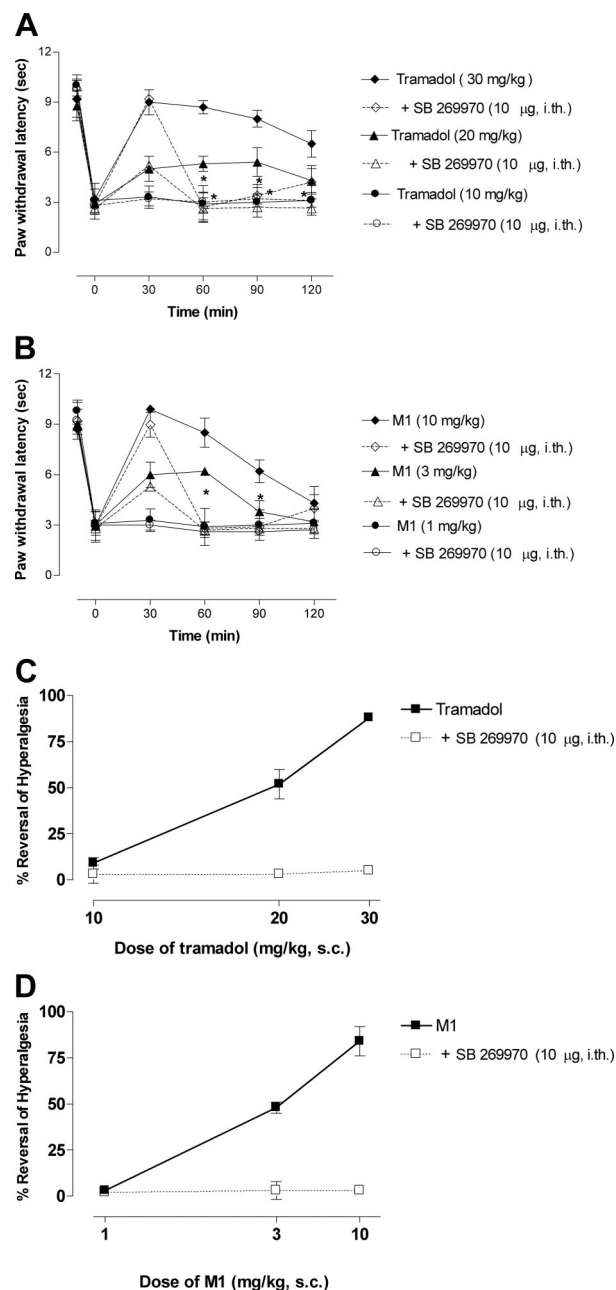 A
Paw withdrawal latency (sec)
12
9
6
3
0
0 30 60 90 120
Time (min)
Tramadol ( 30 mg/kg)
+ SB 269970 (10 μg, i.th.)
Tramadol (20 mg/kg)
+ SB 269970 (10 μg, i.th.)
Tramadol (10 mg/kg)
+ SB 269970 (10 μg, i.th.)
* * * *
*
B
Paw withdrawal latency (sec)
12
9
6
3
0
0 30 60 90 120
Time (min)
M1 (10 mg/kg)
+ SB 269970 (10 μg, i.th.)
M1 (3 mg/kg)
+ SB 269970 (10 μg, i.th.)
M1 (1 mg/kg)
+ SB 269970 (10 μg, i.th.)
* *
C
% Reversal of Hyperalgesia
100
75
50
25
0
10 20 30
Dose of tramadol (mg/kg, s.c.)
Tramadol
+ SB 269970 (10 μg, i.th.)
D
% Reversal of Hyperalgesia
100
75
50
25
0
1 3 10
Dose of M1 (mg/kg, s.c.)
M1
+ SB 269970 (10 μg, i.th.)